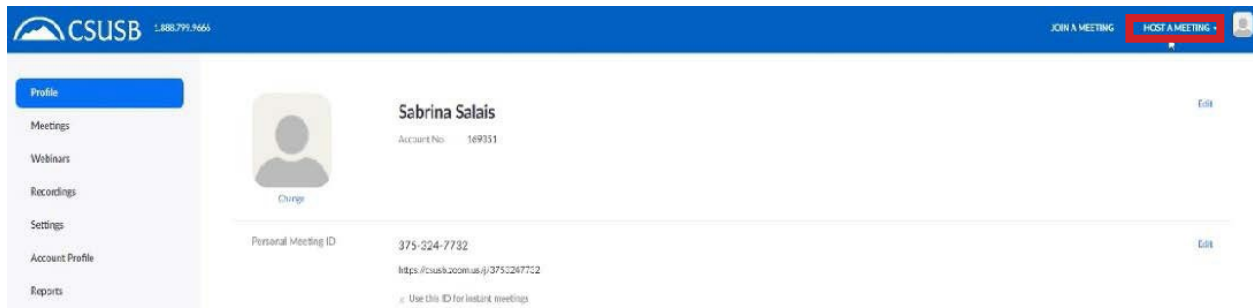 CSUSB 1.888.799.9666
JOIN A MEETING
HOST A MEETING
Profile
Meetings
Webinars
Recordings
Settings
Account Profile
Reports
Change
Sabrina Salais
Edit
Account No. 169351
Personal Meeting ID
375-324-7732
Edit
https://csusb.zoom.us/j/3753247732
Use this ID for instant meetings